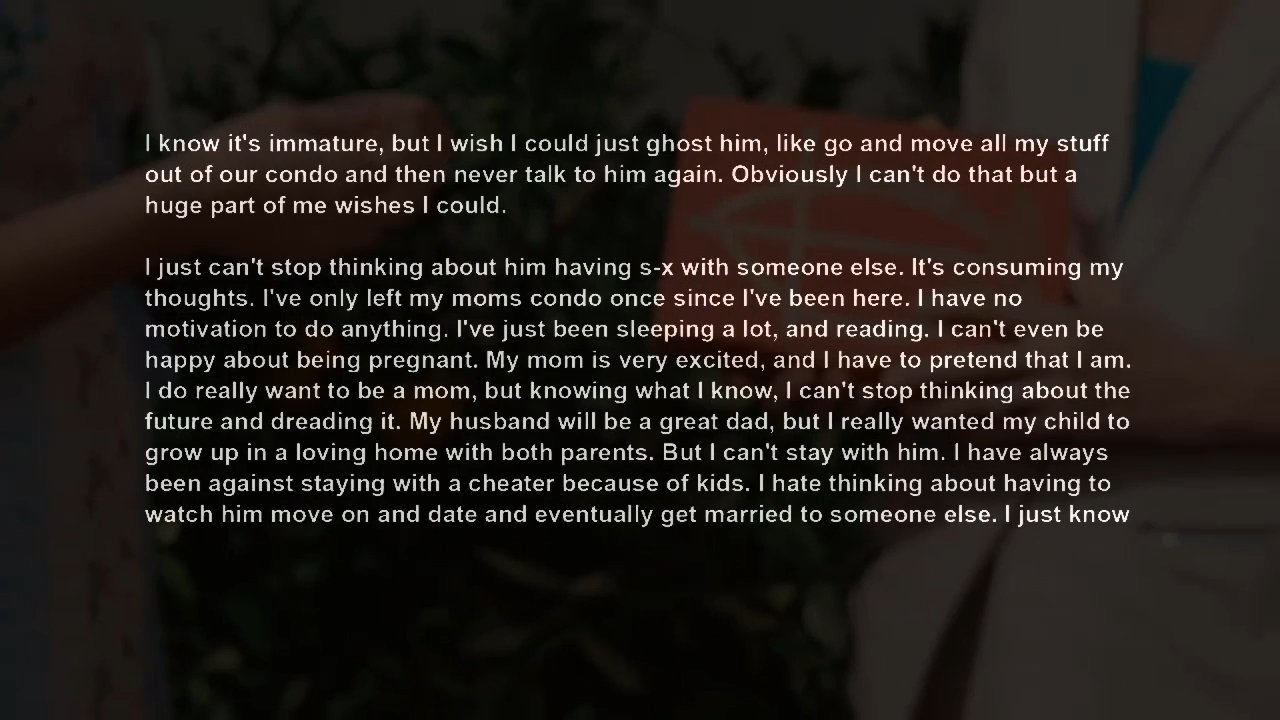 I know it's immature, but I wish I could just ghost him, like go and move all my stuff
out of our condo and then never talk to him again. Obviously I can't do that but a
huge part of me wishes I could.
I just can't stop thinking about him having s-x with someone else. It's consuming my
thoughts. I've only left my moms condo once since I've been here. I have no
motivation to do anything. I've just been sleeping a lot, and reading. I can't even be
happy about being pregnant. My mom is very excited, and I have to pretend that I am.
I do really want to be a mom, but knowing what I know, I can't stop thinking about the
future and dreading it. My husband will be a great dad, but I really wanted my child to
grow up in a loving home with both parents. But I can't stay with him. I have always
been against staying with a cheater because of kids. I hate thinking about having to
watch him move on and date and eventually get married to someone else. I just know